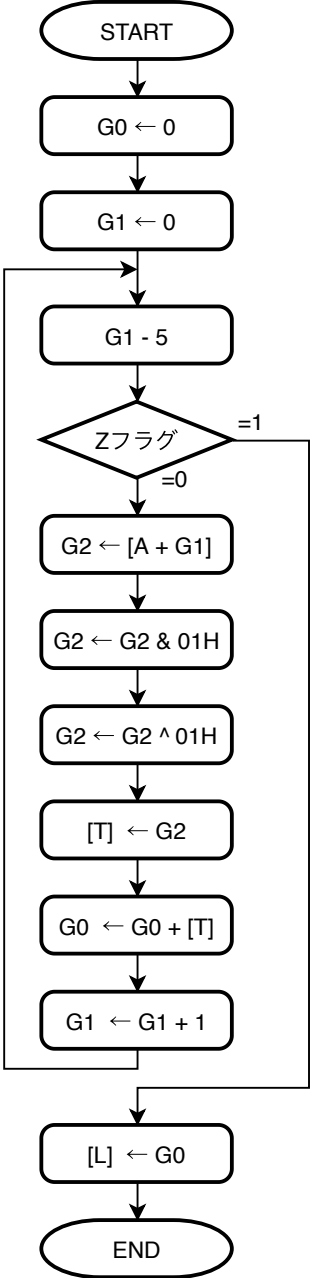 START
G0 ← 0
G1 ← 0
G1 - 5
Zフラグ
=1
=0
G2 ← [A + G1]
G2 ← G2 & 01H
G2 ← G2 ^ 01H
[T] ← G2
G0 ← G0 + [T]
G1 ← G1 + 1
[L] ← G0
END